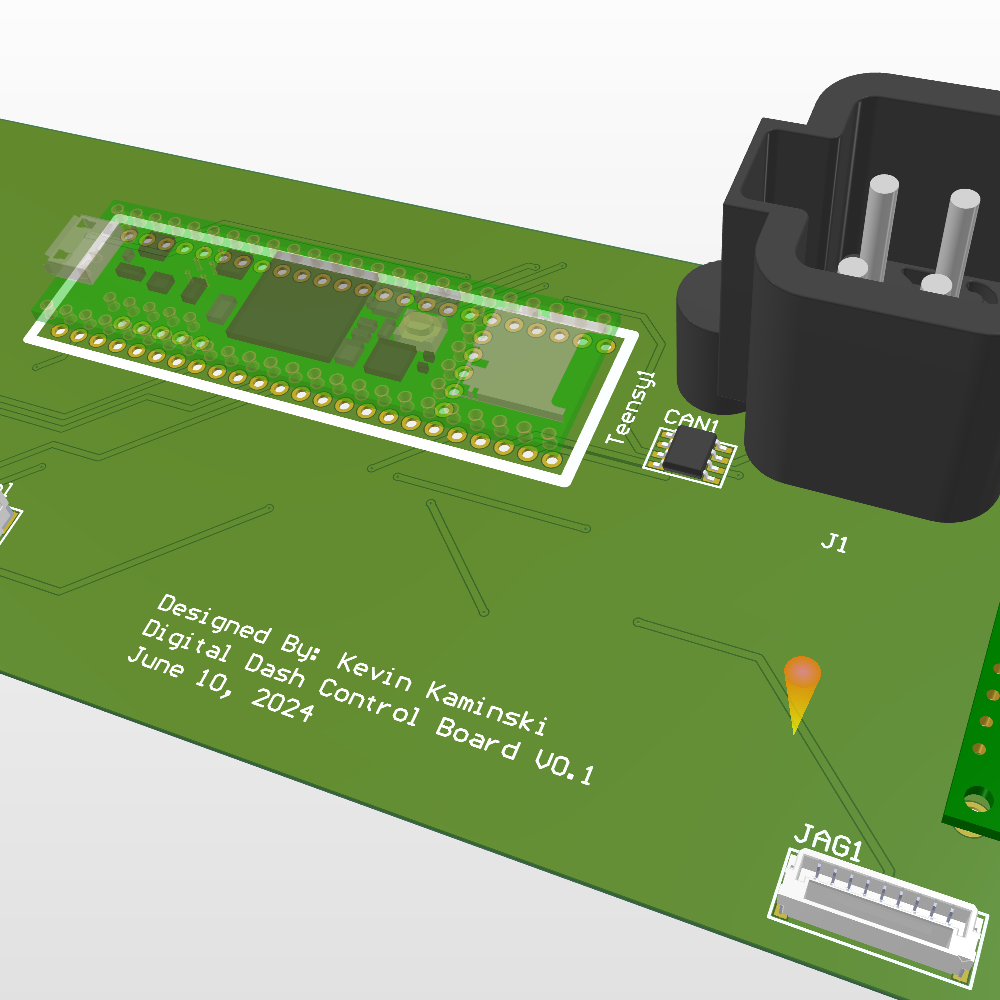 Teensy1
CAN1
J1
Designed By: Kevin Kaminski
Digital Dash Control Board V0.1
June 10, 2024
JAG1